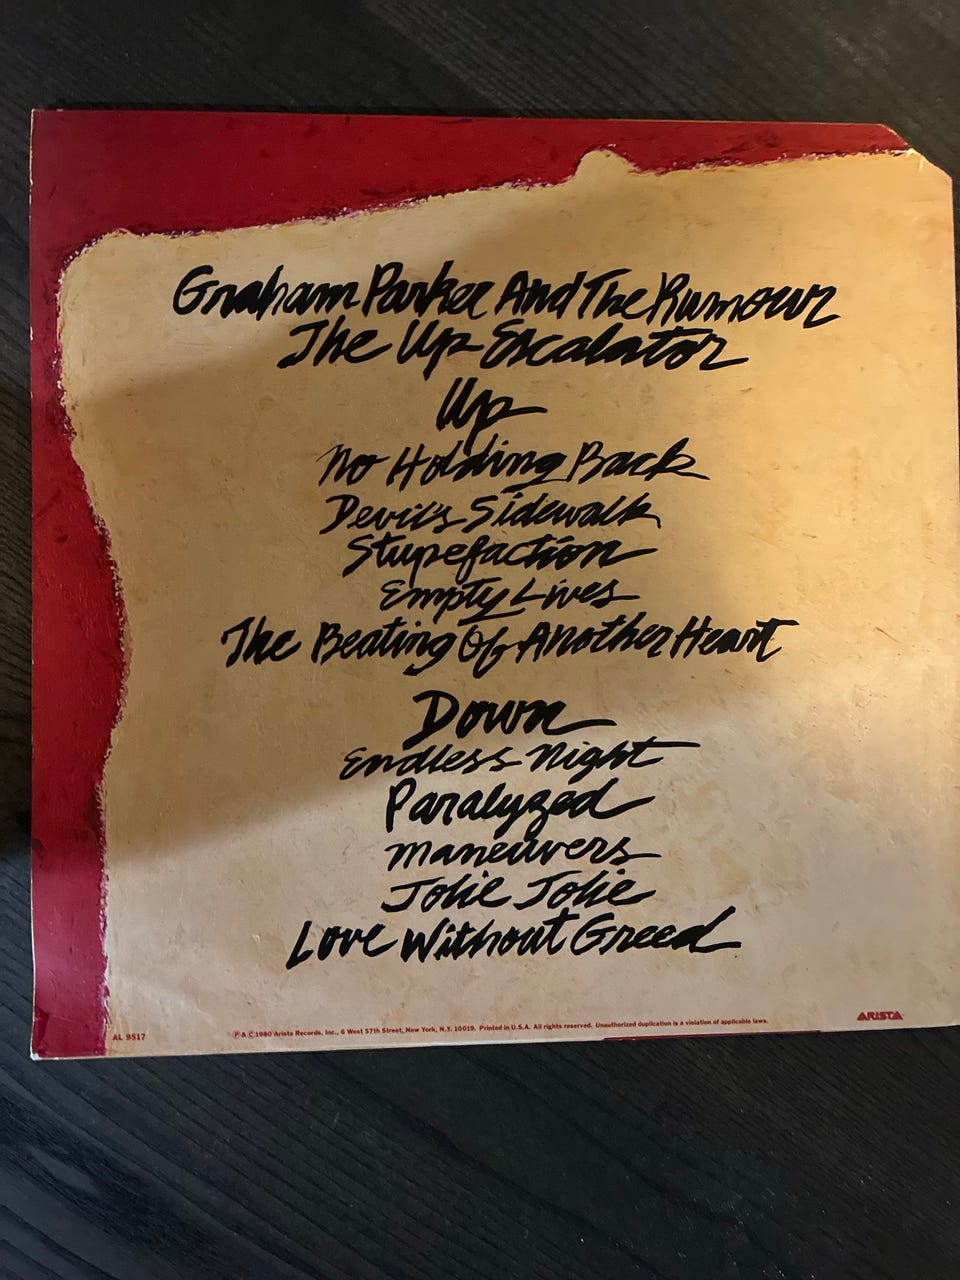 Graham Parker And The Rumour
The Up Escalator
Up
No Holding Back
Devil's Sidewalk
Stupefaction
Empty Lives
The Beating Of Another Heart
Down
Endless Night
Paralyzed
Maneuvers
Jolie Jolie
Love Without Greed
AL 9517
℗ & © 1980 Arista Records, Inc., 6 West 57th Street, New York, N.Y. 10019. Printed in U.S.A. All rights reserved. Unauthorized duplication is a violation of applicable laws.
ARISTA